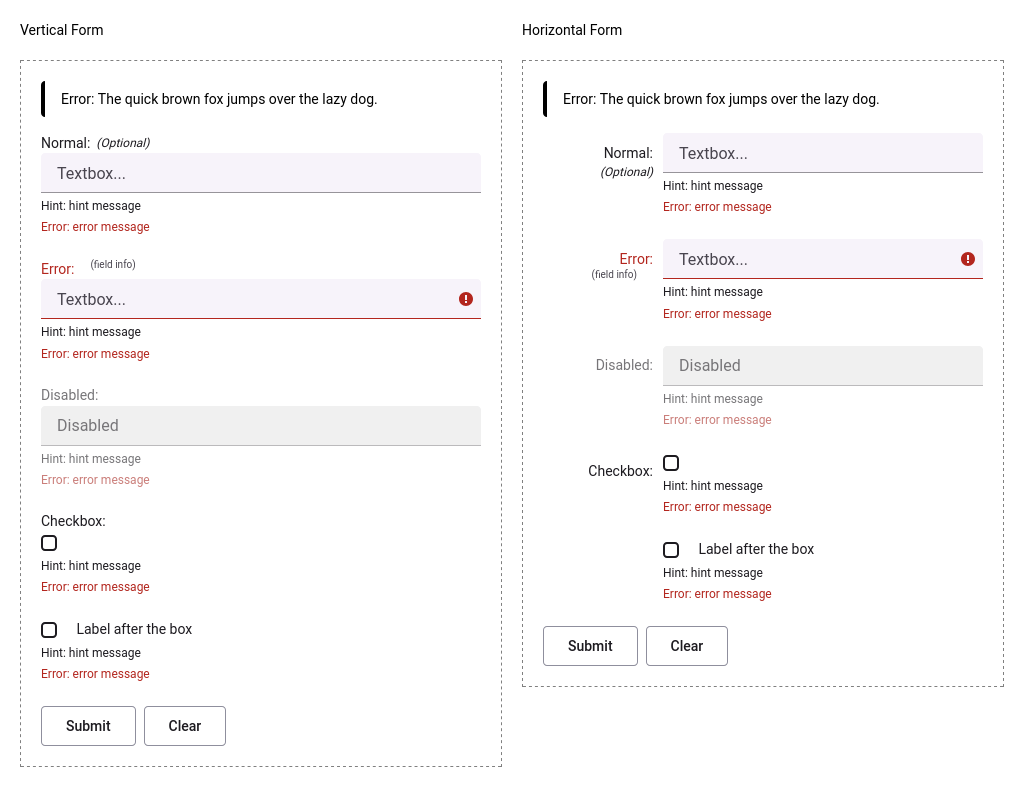 Vertical Form
Error: The quick brown fox jumps over the lazy dog.
Normal: (Optional)
Textbox...
Hint: hint message
Error: error message
Error: (field info)
Textbox...
Hint: hint message
Error: error message
Disabled:
Disabled
Hint: hint message
Error: error message
Checkbox:
Hint: hint message
Error: error message
Label after the box
Hint: hint message
Error: error message
Submit Clear
Horizontal Form
Error: The quick brown fox jumps over the lazy dog.
Normal: Textbox...
(Optional)
Hint: hint message
Error: error message
Error: Textbox...
(field info)
Hint: hint message
Error: error message
Disabled: Disabled
Hint: hint message
Error: error message
Checkbox:
Hint: hint message
Error: error message
Label after the box
Hint: hint message
Error: error message
Submit Clear